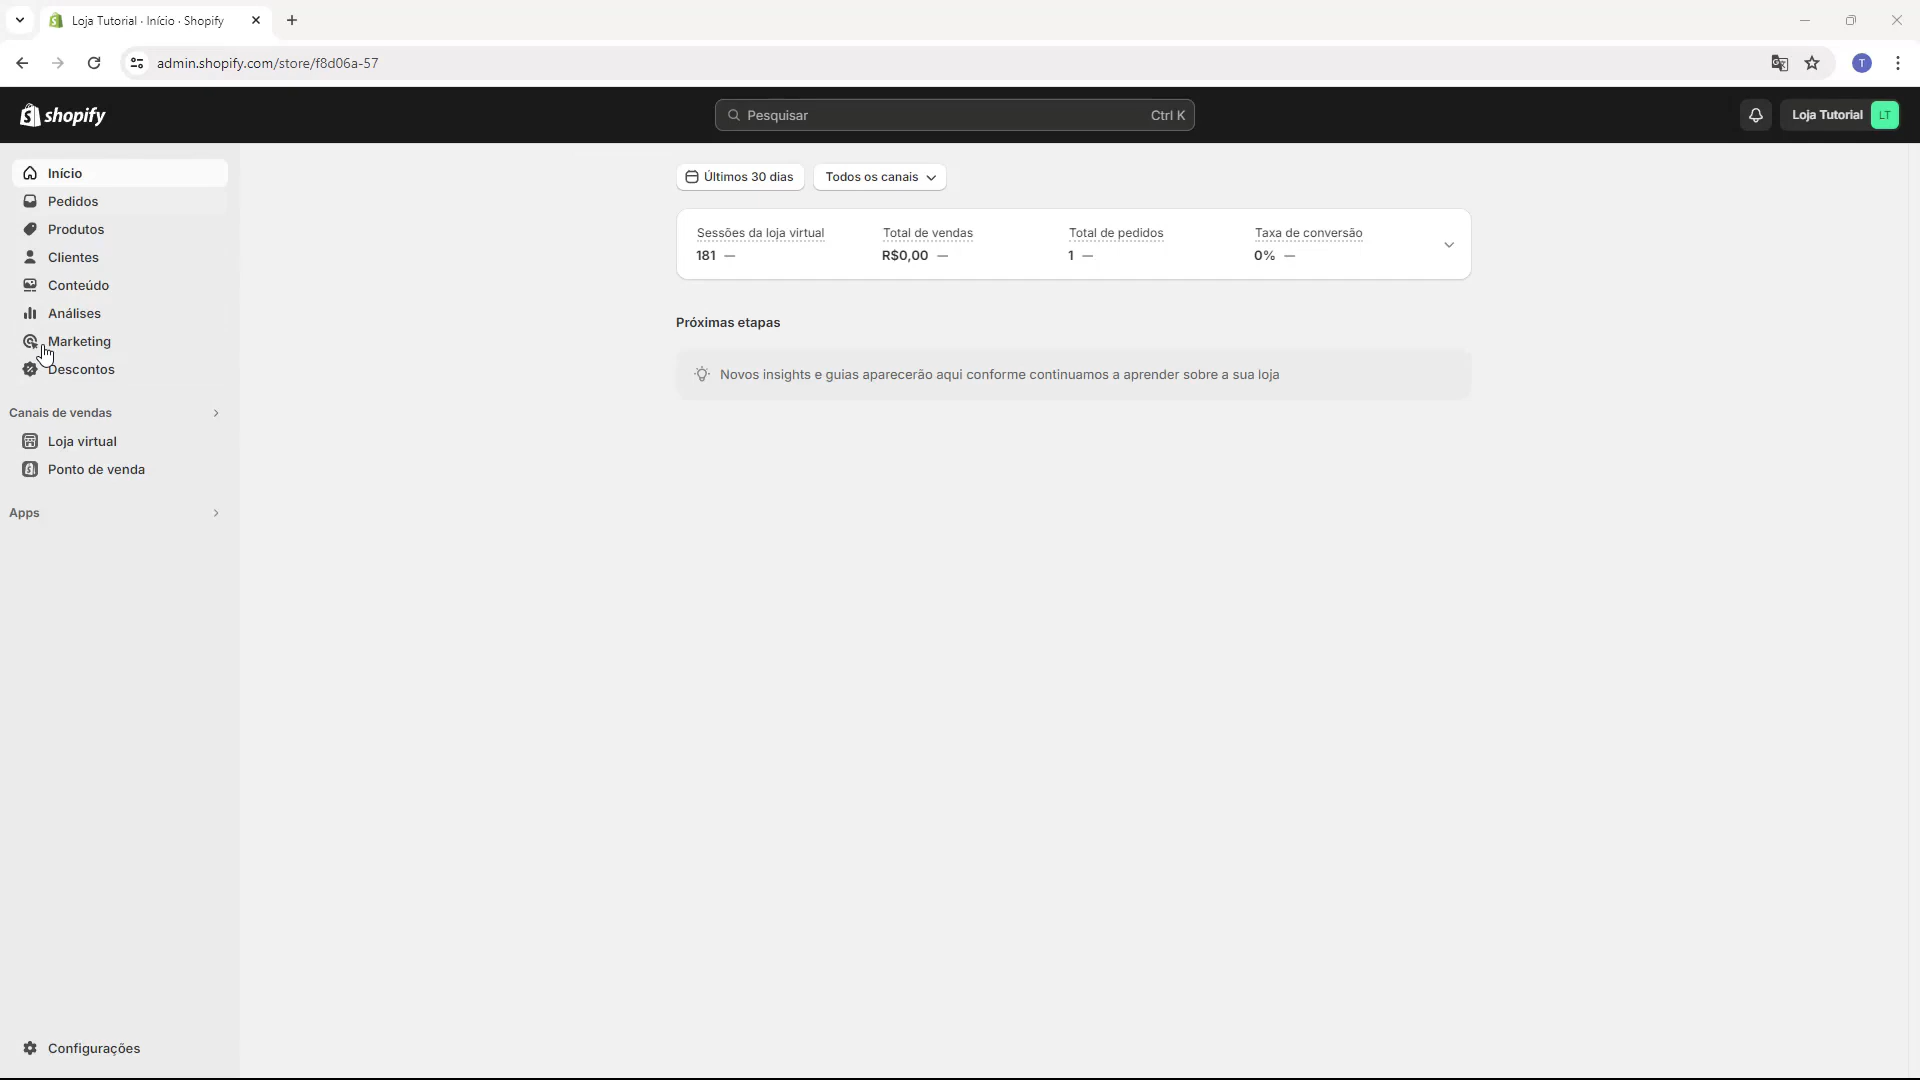 Loja Tutorial · Início · Shopify
admin.shopify.com/store/f8d06a-57
T
shopify
Pesquisar
Ctrl K
Loja Tutorial
LT
Início
Pedidos
Produtos
Clientes
Conteúdo
Análises
Marketing
Descontos
Canais de vendas
Loja virtual
Ponto de venda
Apps
Configurações
Últimos 30 dias
Todos os canais
Sessões da loja virtual
181 —
Total de vendas
R$0,00 —
Total de pedidos
1 —
Taxa de conversão
0% —
Próximas etapas
Novos insights e guias aparecerão aqui conforme continuamos a aprender sobre a sua loja